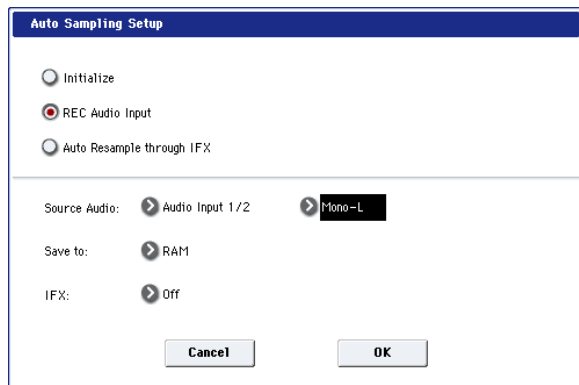 Auto Sampling Setup
Initialize
REC Audio Input
Auto Resample through IFX
Source Audio: Audio Input 1/2 Mono-L
Save to: RAM
IFX: Off
Cancel OK